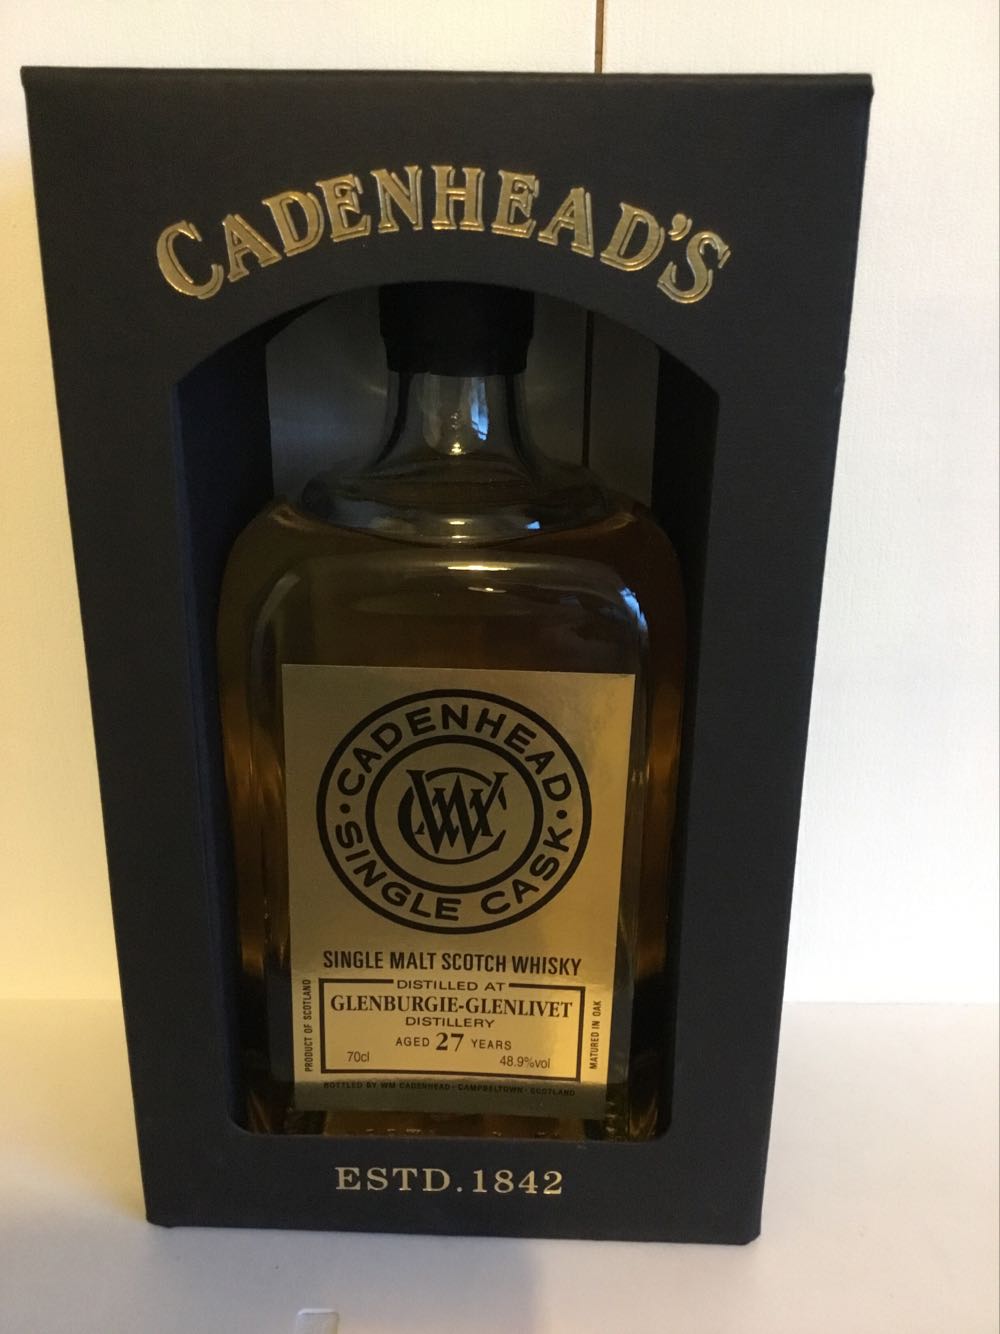 CADENHEAD'S
CADENHEAD
WC
SINGLE CASK
SINGLE MALT SCOTCH WHISKY
DISTILLED AT
GLENBURGIE-GLENLIVET
DISTILLERY
AGED 27 YEARS
70cl 48.9%vol
PRODUCT OF SCOTLAND
MATURED IN OAK
BOTTLED BY WM CADENHEAD · CAMPBELTOWN · SCOTLAND
ESTD.1842